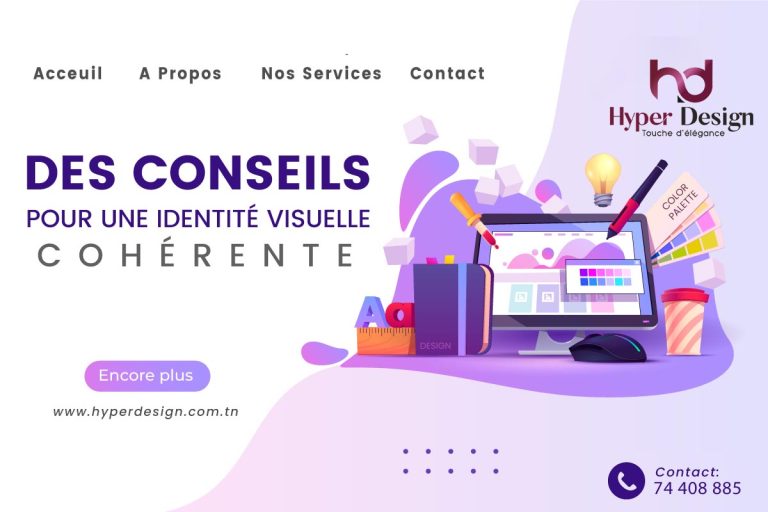 Acceuil A Propos Nos Services Contact
hd
Hyper Design
Touche d'élégance
DES CONSEILS
POUR UNE IDENTITÉ VISUELLE
COHÉRENTE
COLOR
PALETTE
Aa
DESIGN
Encore plus
www.hyperdesign.com.tn
Contact:
74 408 885